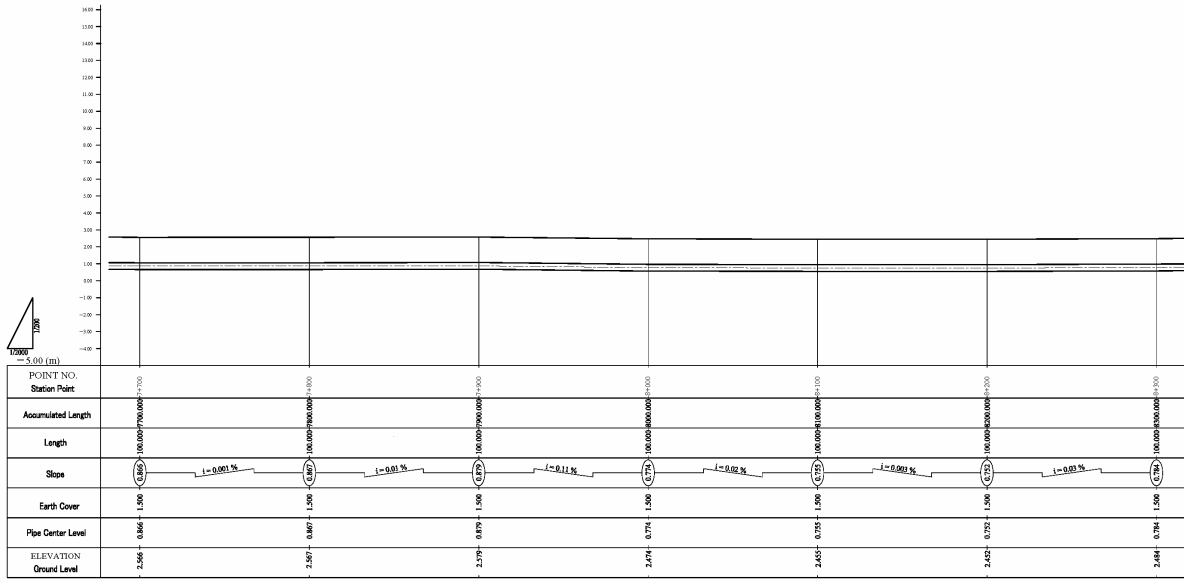 16.00
15.00
14.00
13.00
12.00
11.00
10.00
9.00
8.00
7.00
6.00
5.00
4.00
3.00
2.00
1.00
0.00
-1.00
-2.00
-3.00
-4.00
1/200
1/2000
-5.00 (m)
POINT NO.
Station Point
7+700 7+800 7+900 8+000 8+100 8+200 8+300
Accumulated Length
7700.000 7800.000 7900.000 8000.000 8100.000 8200.000 8300.000
Length
100.000 100.000 100.000 100.000 100.000 100.000 100.000
Slope
0.866 i = 0.001 % 0.867 i = 0.01 % 0.879 i = 0.11 % 0.774 i = 0.02 % 0.755 i = 0.003 % 0.752 i = 0.03 % 0.784
Earth Cover
1.500 1.500 1.500 1.500 1.500 1.500 1.500
Pipe Center Level
0.866 0.867 0.879 0.774 0.755 0.752 0.784
ELEVATION
Ground Level
2.566 2.567 2.579 2.474 2.455 2.452 2.484